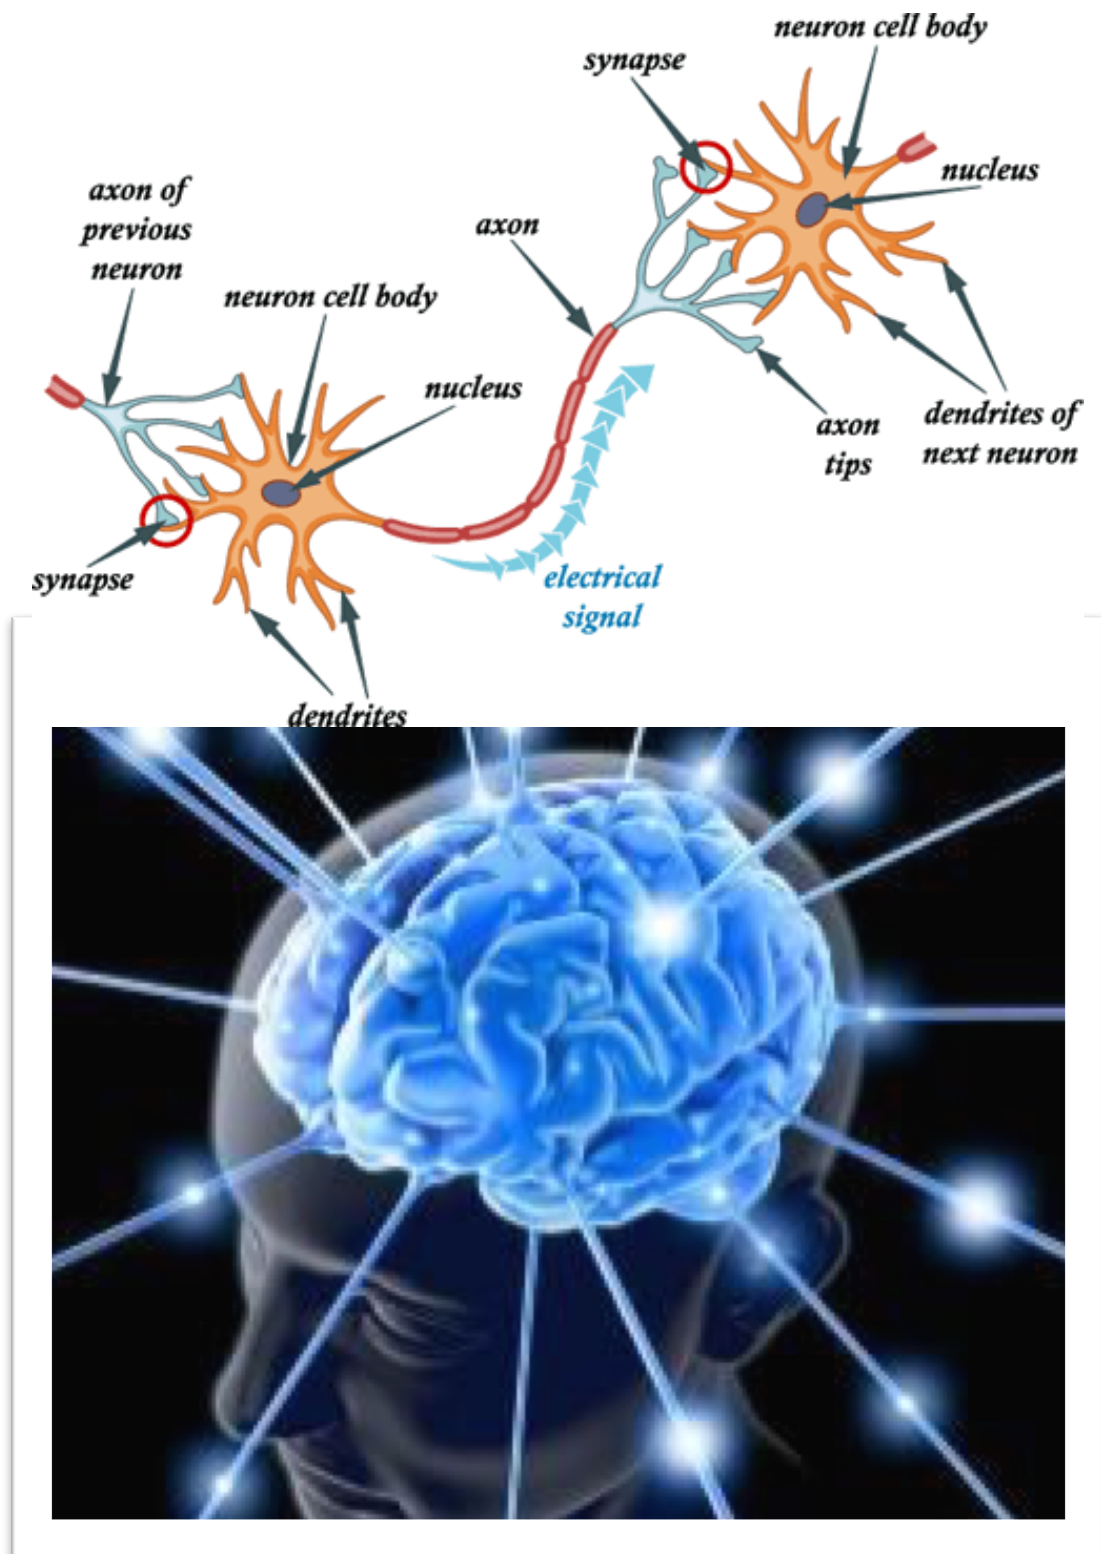 neuron cell body
synapse
nucleus
axon of
previous
neuron
axon
neuron cell body
nucleus
axon
tips
dendrites of
next neuron
synapse
electrical
signal
dendrites